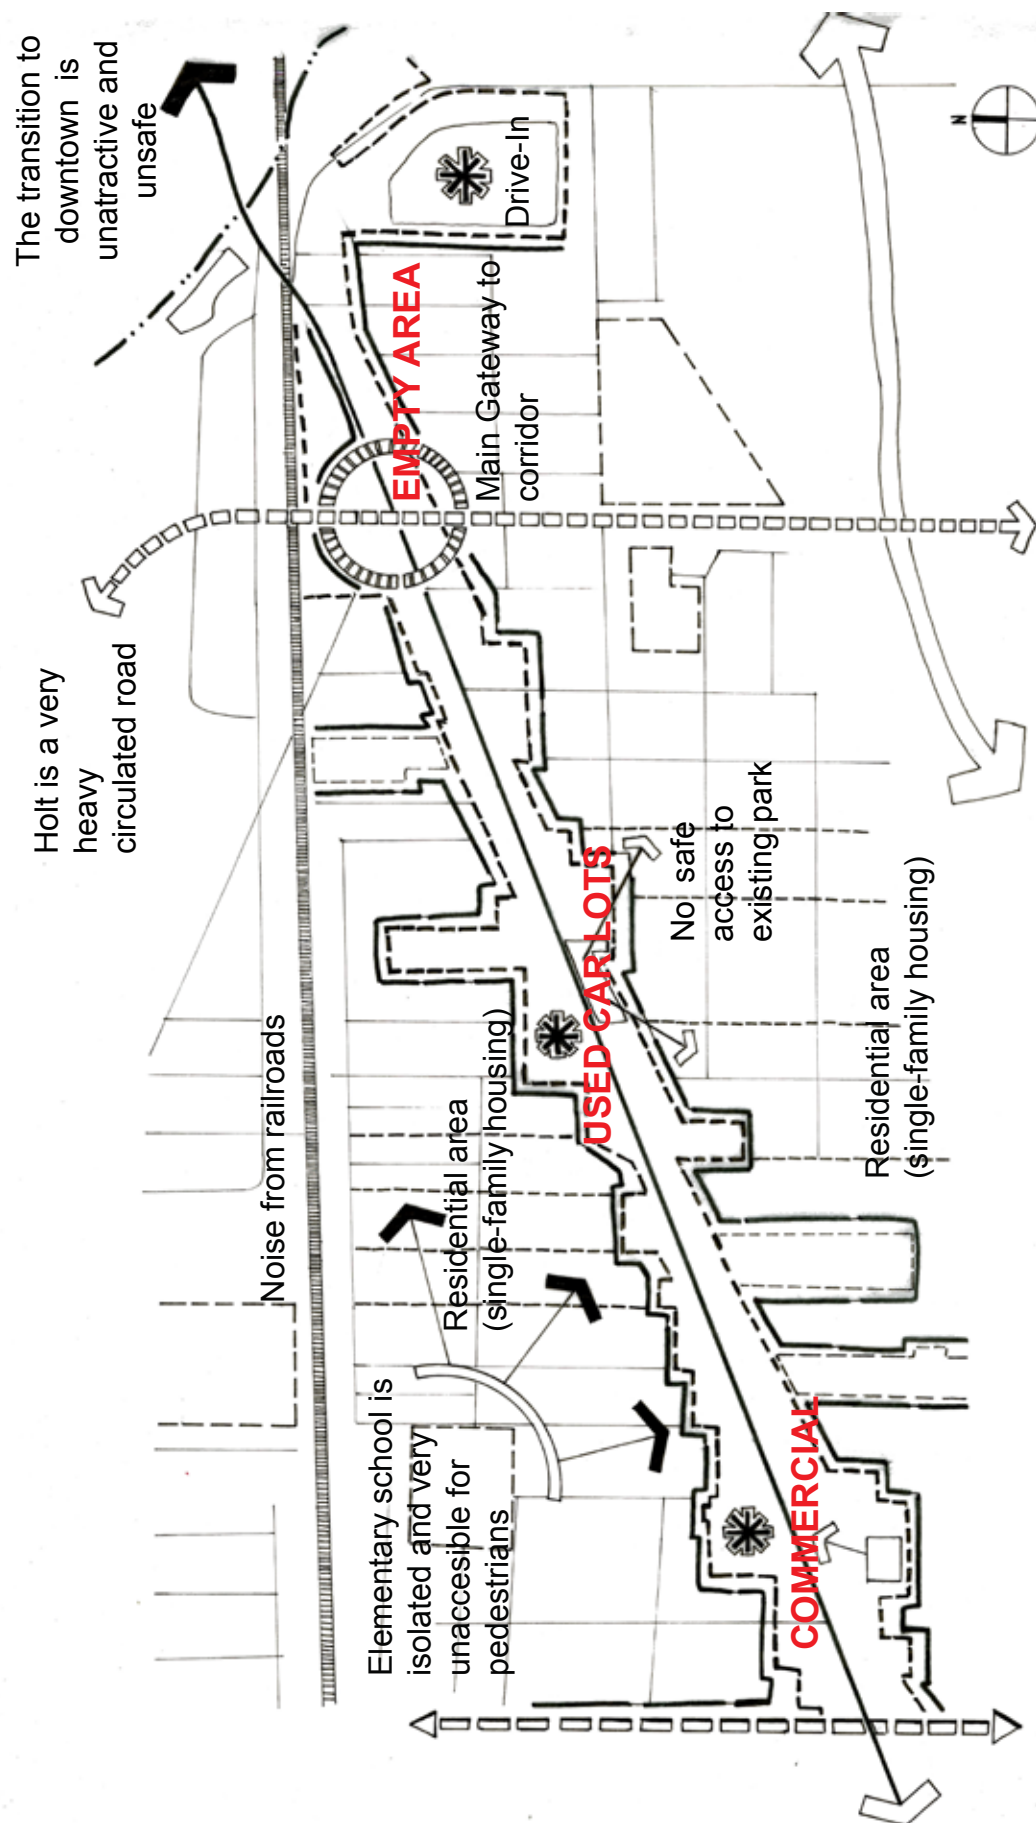 The transition to
downtown is
unatractive and
unsafe
Holt is a very
heavy
circulated road
Noise from railroads
Elementary school is
isolated and very
unaccesible for
pedestrians
Residential area
(single-family housing)
Drive-In
EMPTY AREA
Main Gateway to
corridor
USED CAR LOTS
No safe
access to
existing park
COMMERCIAL
Residential area
(single-family housing)
N